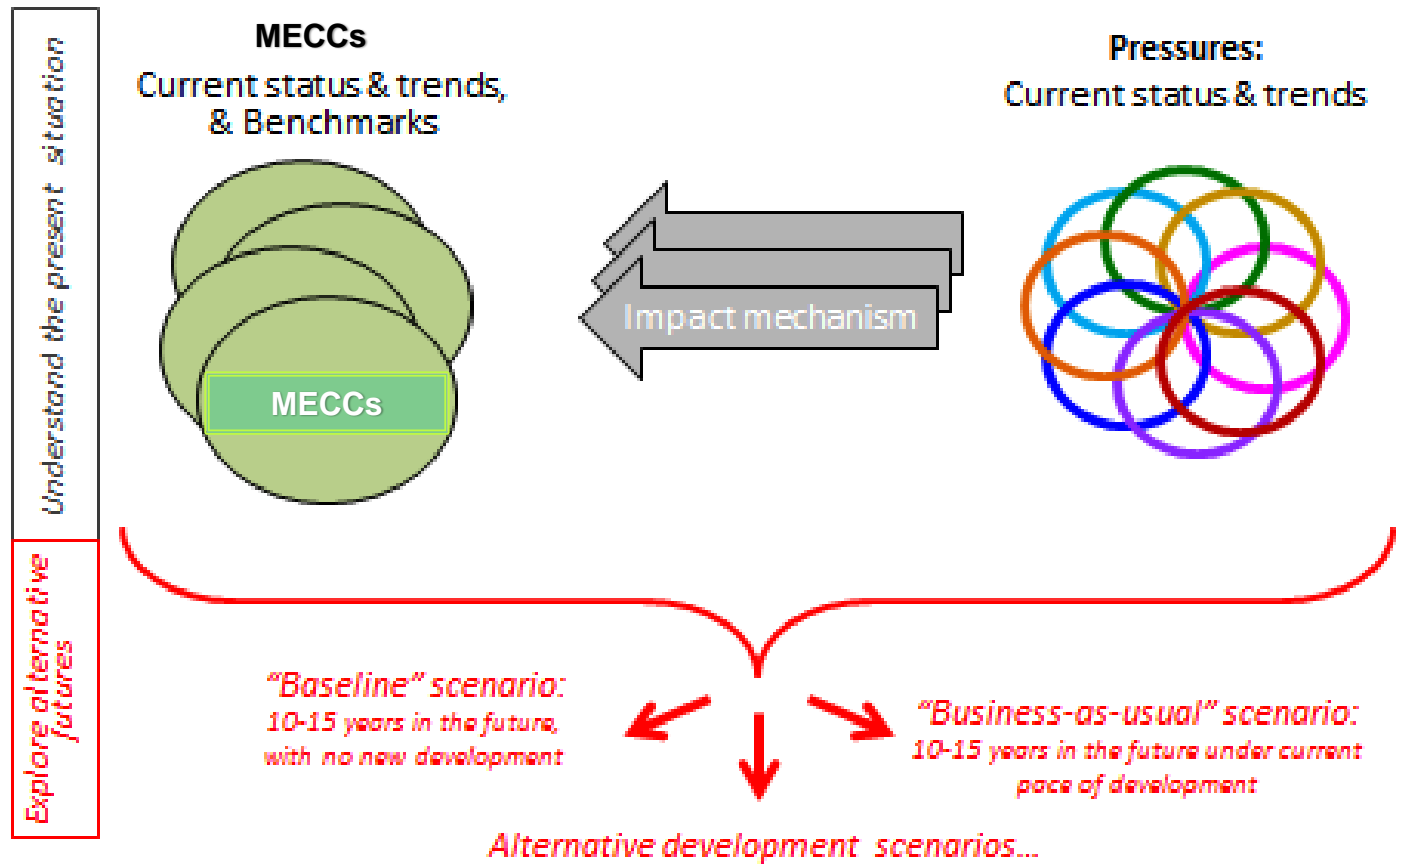 Understand the present situation
MECCs
Current status & trends,
& Benchmarks
MECCs
Impact mechanism
Pressures:
Current status & trends
Explore alternative
futures
"Baseline" scenario:
10-15 years in the future,
with no new development
"Business-as-usual" scenario:
10-15 years in the future under current
pace of development
Alternative development scenarios...